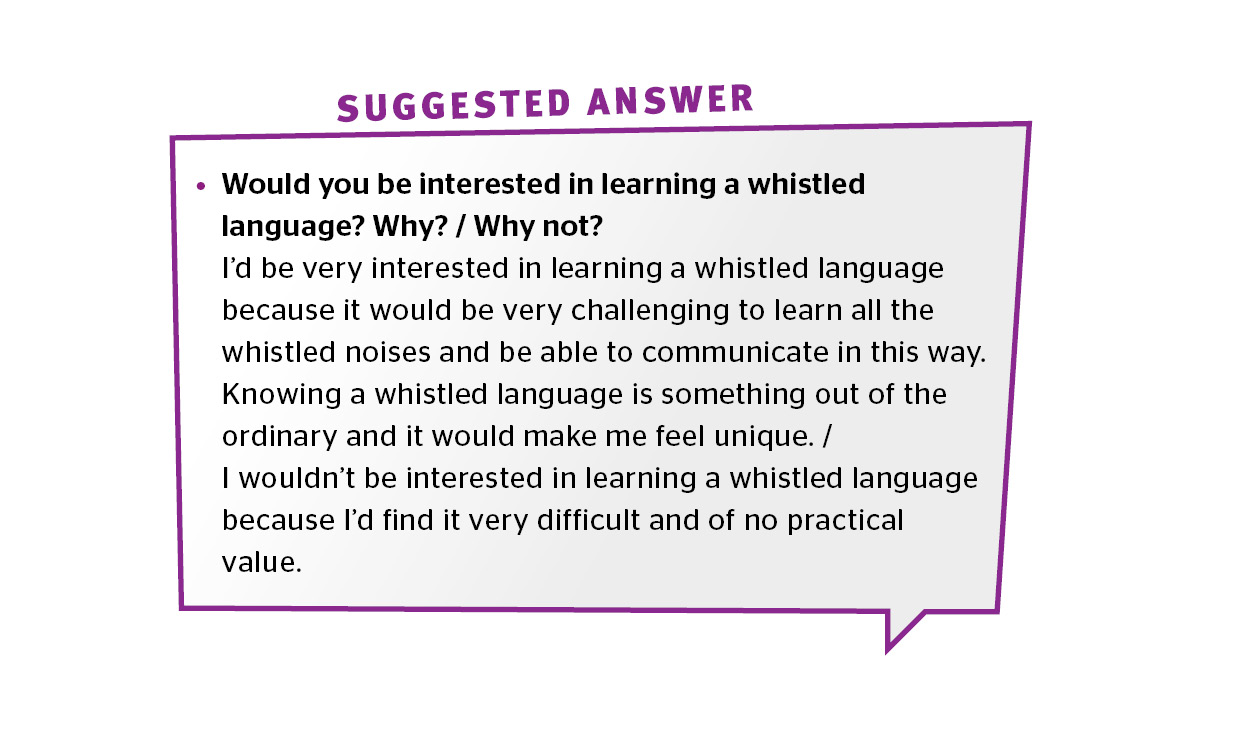 SUGGESTED ANSWER
• Would you be interested in learning a whistled
language? Why? / Why not?
I’d be very interested in learning a whistled language
because it would be very challenging to learn all the
whistled noises and be able to communicate in this way.
Knowing a whistled language is something out of the
ordinary and it would make me feel unique. /
I wouldn’t be interested in learning a whistled language
because I’d find it very difficult and of no practical
value.